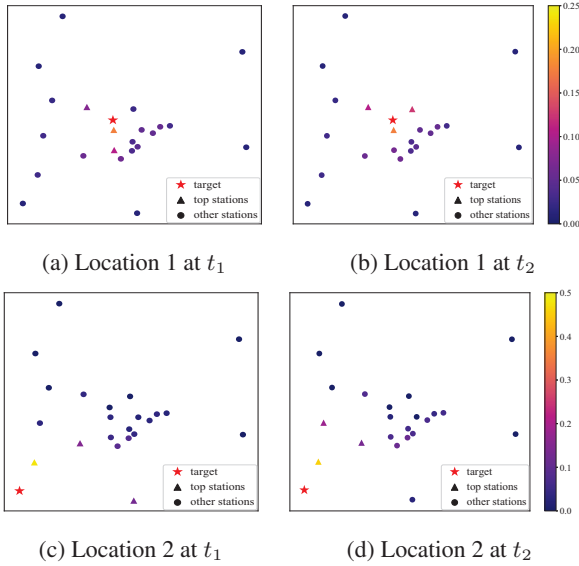 target
top stations
other stations
target
top stations
other stations
0.25
0.20
0.15
0.10
0.05
0.00
(a) Location 1 at t1
(b) Location 1 at t2
target
top stations
other stations
target
top stations
other stations
0.5
0.4
0.3
0.2
0.1
0.0
(c) Location 2 at t1
(d) Location 2 at t2